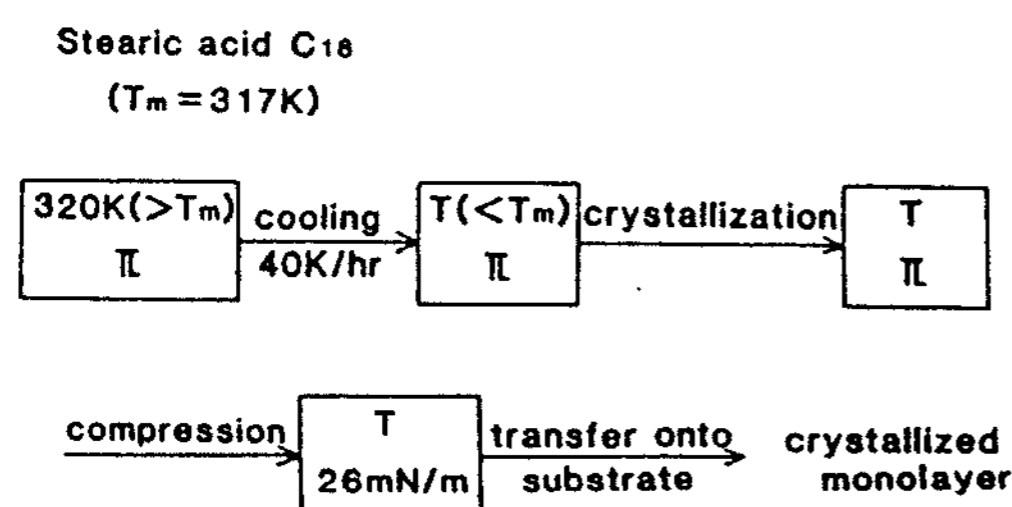 Stearic acid C₁₈
(Tm=317K)
320K(>Tm)
π
cooling
40K/hr
T(<Tm)
π
crystallization
T
π
compression
T
26mN/m
transfer onto
substrate
crystallized
monolayer